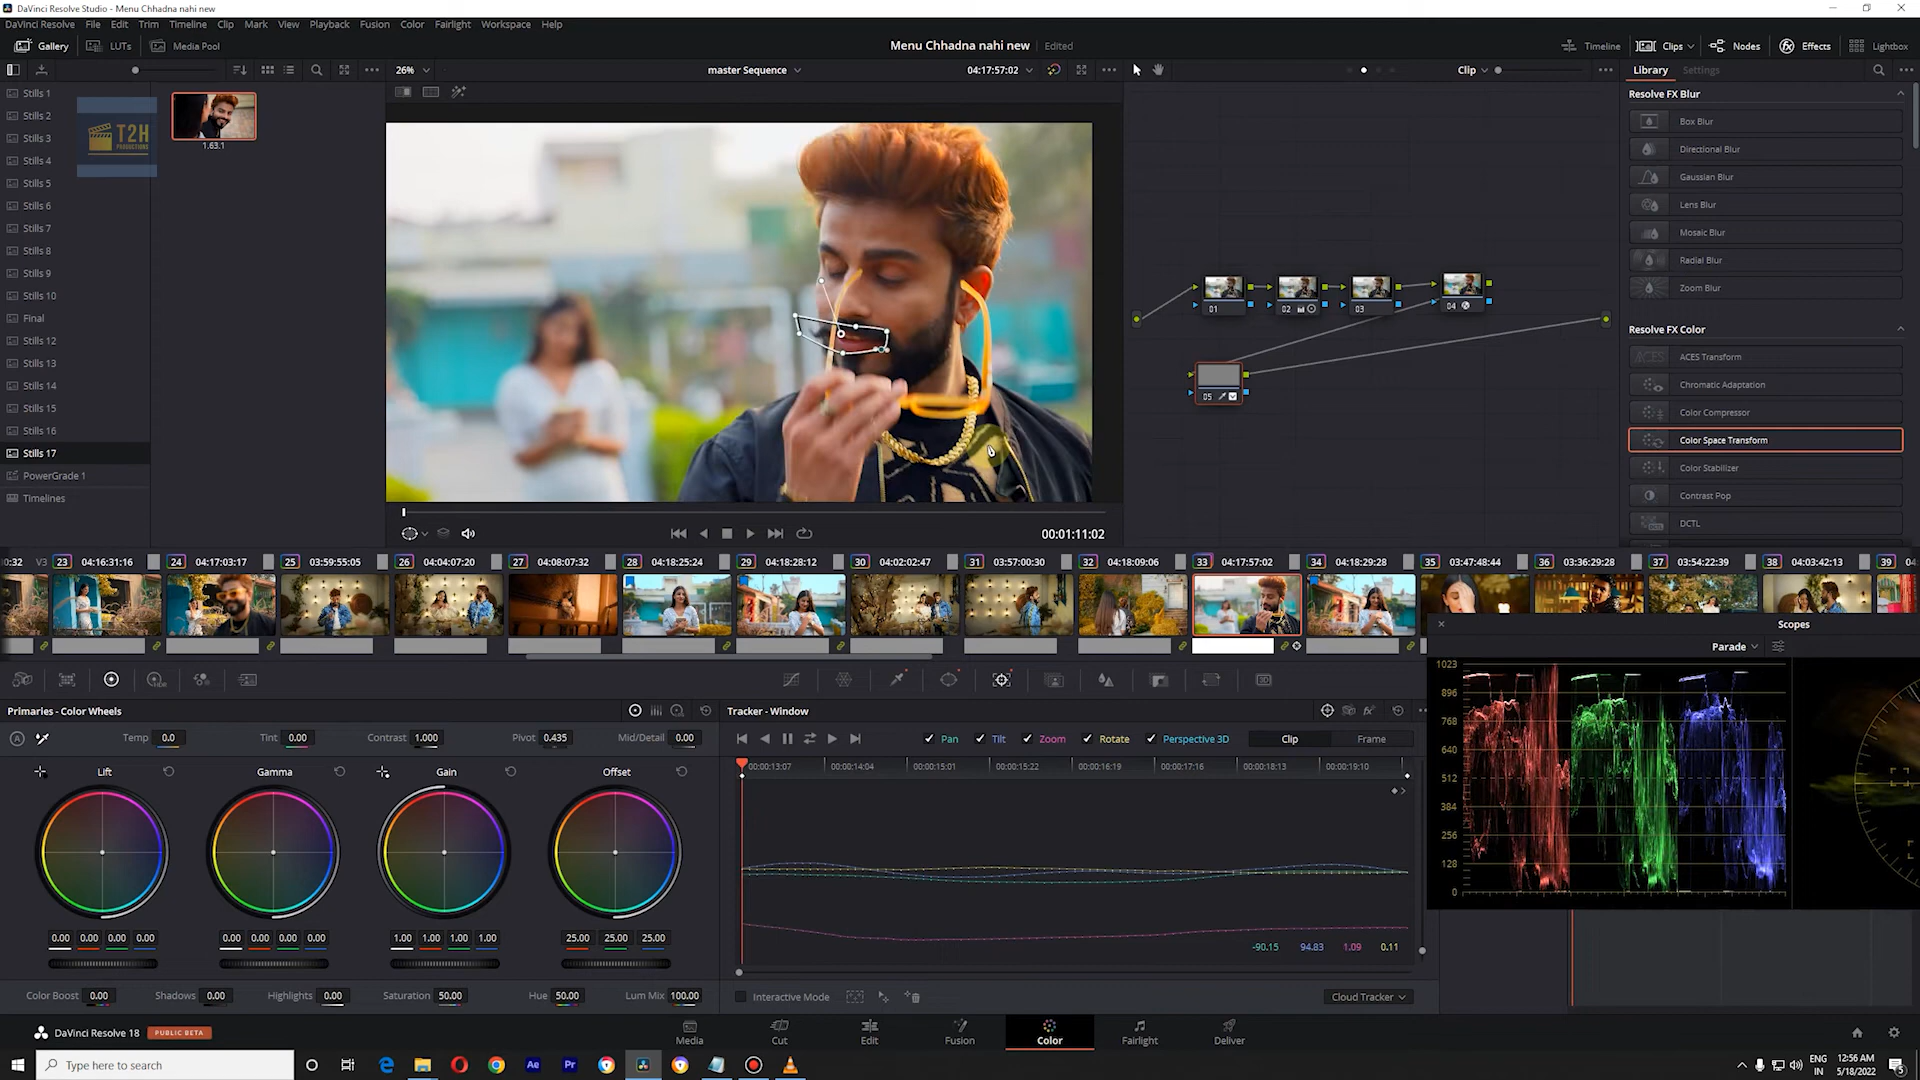 DaVinci Resolve Studio - Menu Chhadna nahi new
DaVinci Resolve File Edit Trim Timeline Clip Mark View Playback Fusion Color Fairlight Workspace Help
Gallery LUTs Media Pool Menu Chhadna nahi new Edited Timeline Clips Nodes Effects Lightbox
26% master Sequence 04:17:57:02 Clip Library Settings
Stills 1
Stills 2
Stills 3
Stills 4
Stills 5
Stills 6
Stills 7
Stills 8
Stills 9
Stills 10
Final
Stills 12
Stills 13
Stills 14
Stills 15
Stills 16
Stills 17
PowerGrade 1
Timelines
T2H
PRODUCTIONS
1.63.1
01 02 03 04
05
Resolve FX Blur
Box Blur
Directional Blur
Gaussian Blur
Lens Blur
Mosaic Blur
Radial Blur
Zoom Blur
Resolve FX Color
ACES Transform
Chromatic Adaptation
Color Compressor
Color Space Transform
Color Stabilizer
Contrast Pop
DCTL
00:01:11:02
0:32 V3 23 04:16:31:16 24 04:17:03:17 25 03:59:55:05 26 04:04:07:20 27 04:08:07:32 28 04:18:25:24 29 04:18:28:12 30 04:02:02:47 31 03:57:00:30 32 04:18:09:06 33 04:17:57:02 34 04:18:29:28 35 03:47:48:44 36 03:36:29:28 37 03:54:22:39 38 04:03:42:13 39
Scopes
Parade
1023
896
768
640
512
384
256
128
0
Primaries - Color Wheels
Temp 0.0 Tint 0.00 Contrast 1.000 Pivot 0.435 Mid/Detail 0.00
Lift Gamma Gain Offset
0.00 0.00 0.00 0.00 0.00 0.00 0.00 0.00 1.00 1.00 1.00 1.00 25.00 25.00 25.00
Color Boost 0.00 Shadows 0.00 Highlights 0.00 Saturation 50.00 Hue 50.00 Lum Mix 100.00
Tracker - Window
Pan Tilt Zoom Rotate Perspective 3D Clip Frame
00:00:13:07 00:00:14:04 00:00:15:01 00:00:15:22 00:00:16:19 00:00:17:16 00:00:18:13 00:00:19:10
-90.15 94.83 1.09 0.11
Interactive Mode Cloud Tracker
DaVinci Resolve 18 PUBLIC BETA
Media Cut Edit Fusion Color Fairlight Deliver
Type here to search
Ae Pr
ENG
IN
12:56 AM
5/18/2022
5